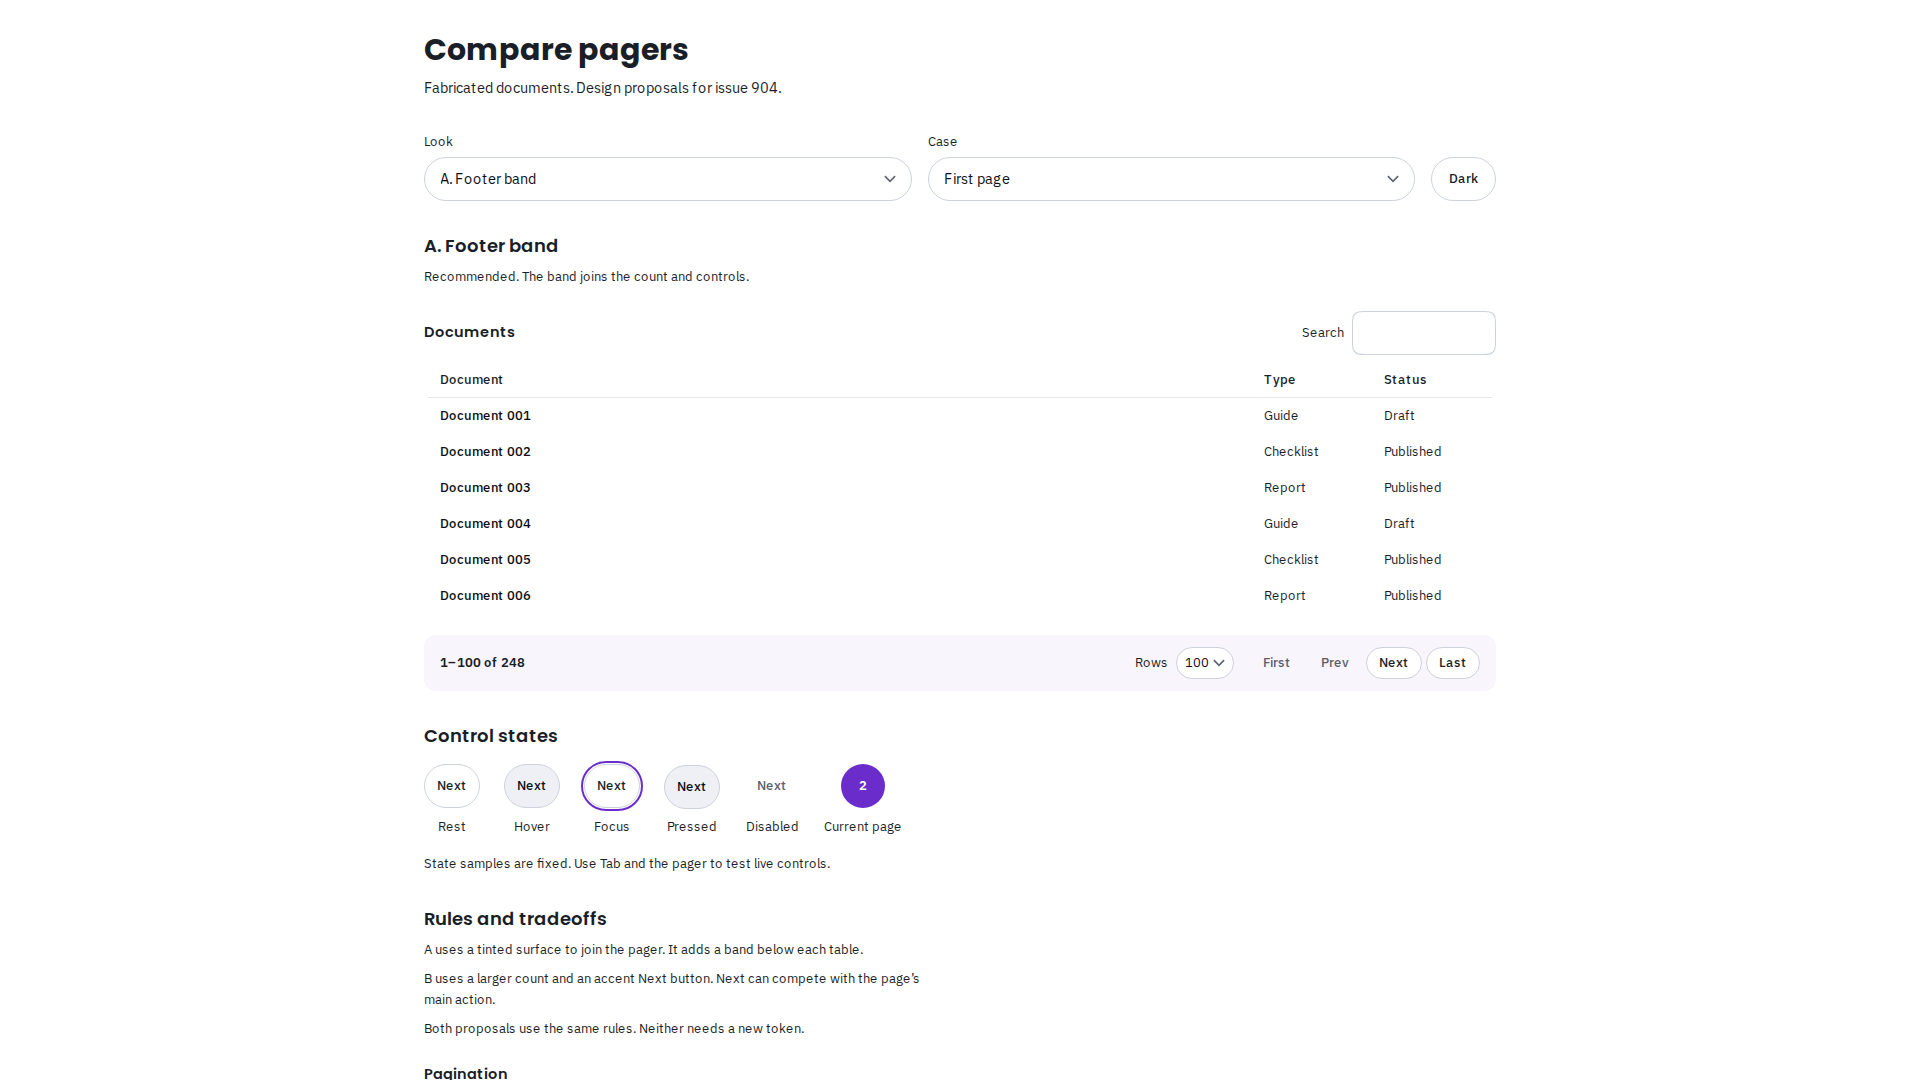 Compare pagers
Fabricated documents. Design proposals for issue 904.
Look
Case
A. Footer band
First page
Dark
A. Footer band
Recommended. The band joins the count and controls.
Documents
Search
Document Type Status
Document 001 Guide Draft
Document 002 Checklist Published
Document 003 Report Published
Document 004 Guide Draft
Document 005 Checklist Published
Document 006 Report Published
1–100 of 248 Rows 100 First Prev Next Last
Control states
Next Next Next Next Next 2
Rest Hover Focus Pressed Disabled Current page
State samples are fixed. Use Tab and the pager to test live controls.
Rules and tradeoffs
A uses a tinted surface to join the pager. It adds a band below each table.
B uses a larger count and an accent Next button. Next can compete with the page’s
main action.
Both proposals use the same rules. Neither needs a new token.
Pagination